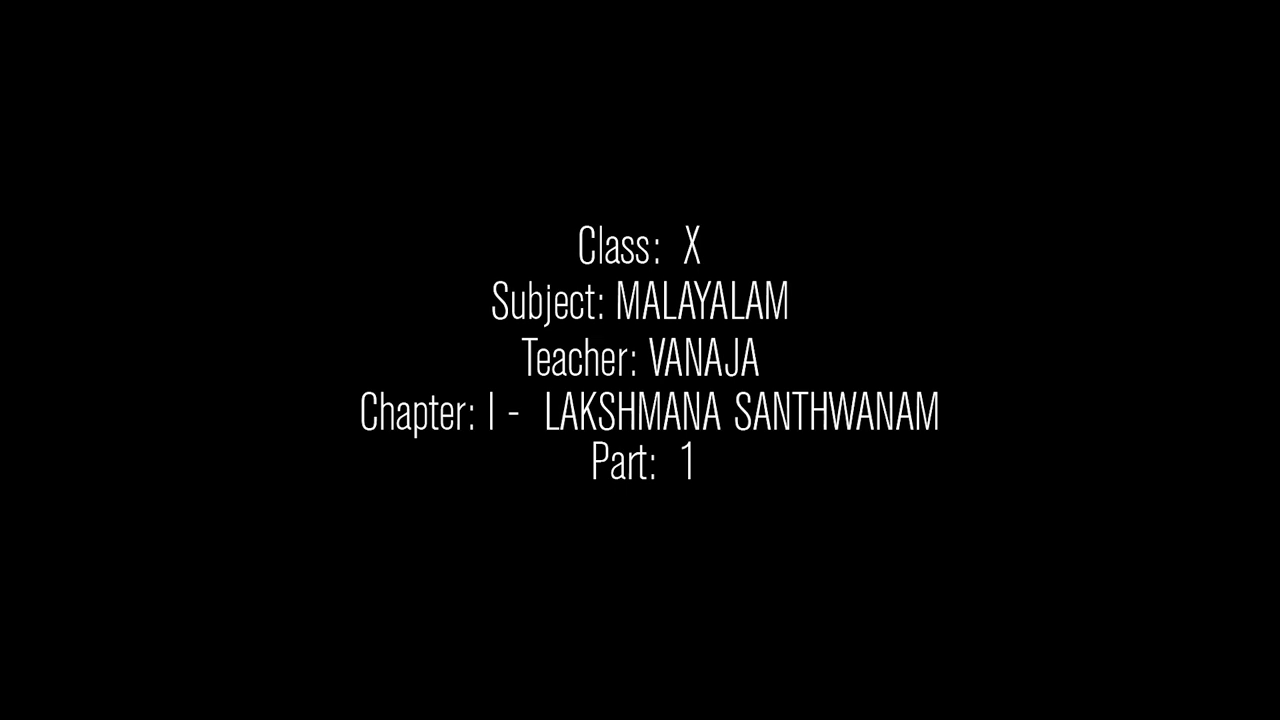 Class: X
Subject: MALAYALAM
Teacher: VANAJA
Chapter: I - LAKSHMANA SANTHWANAM
Part: 1